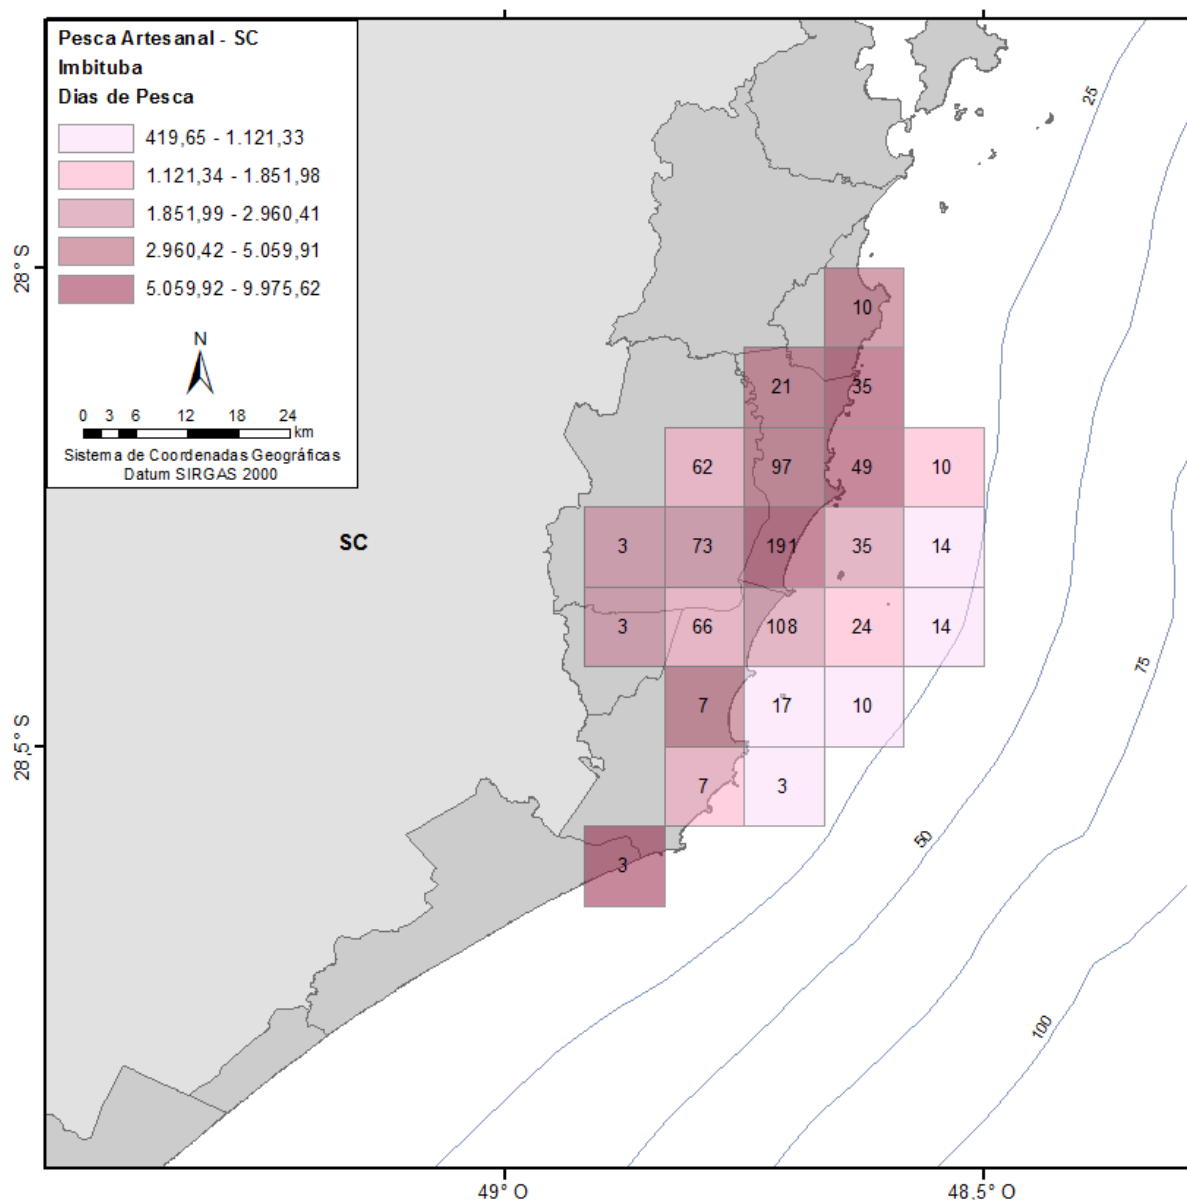 Pesca Artesanal - SC
Imbituba
Dias de Pesca
419,65 - 1.121,33
1.121,34 - 1.851,98
1.851,99 - 2.960,41
2.960,42 - 5.059,91
5.059,92 - 9.975,62
N
0 3 6 12 18 24
km
Sistema de Coordenadas Geográficas
Datum SIRGAS 2000
25
28° S
10
21 35
62 97 49 10
SC
3 73 191 35 14
3 66 108 24 14
75
7 17 10
28,5° S
7 3
50
3
100
49° O 48,5° O